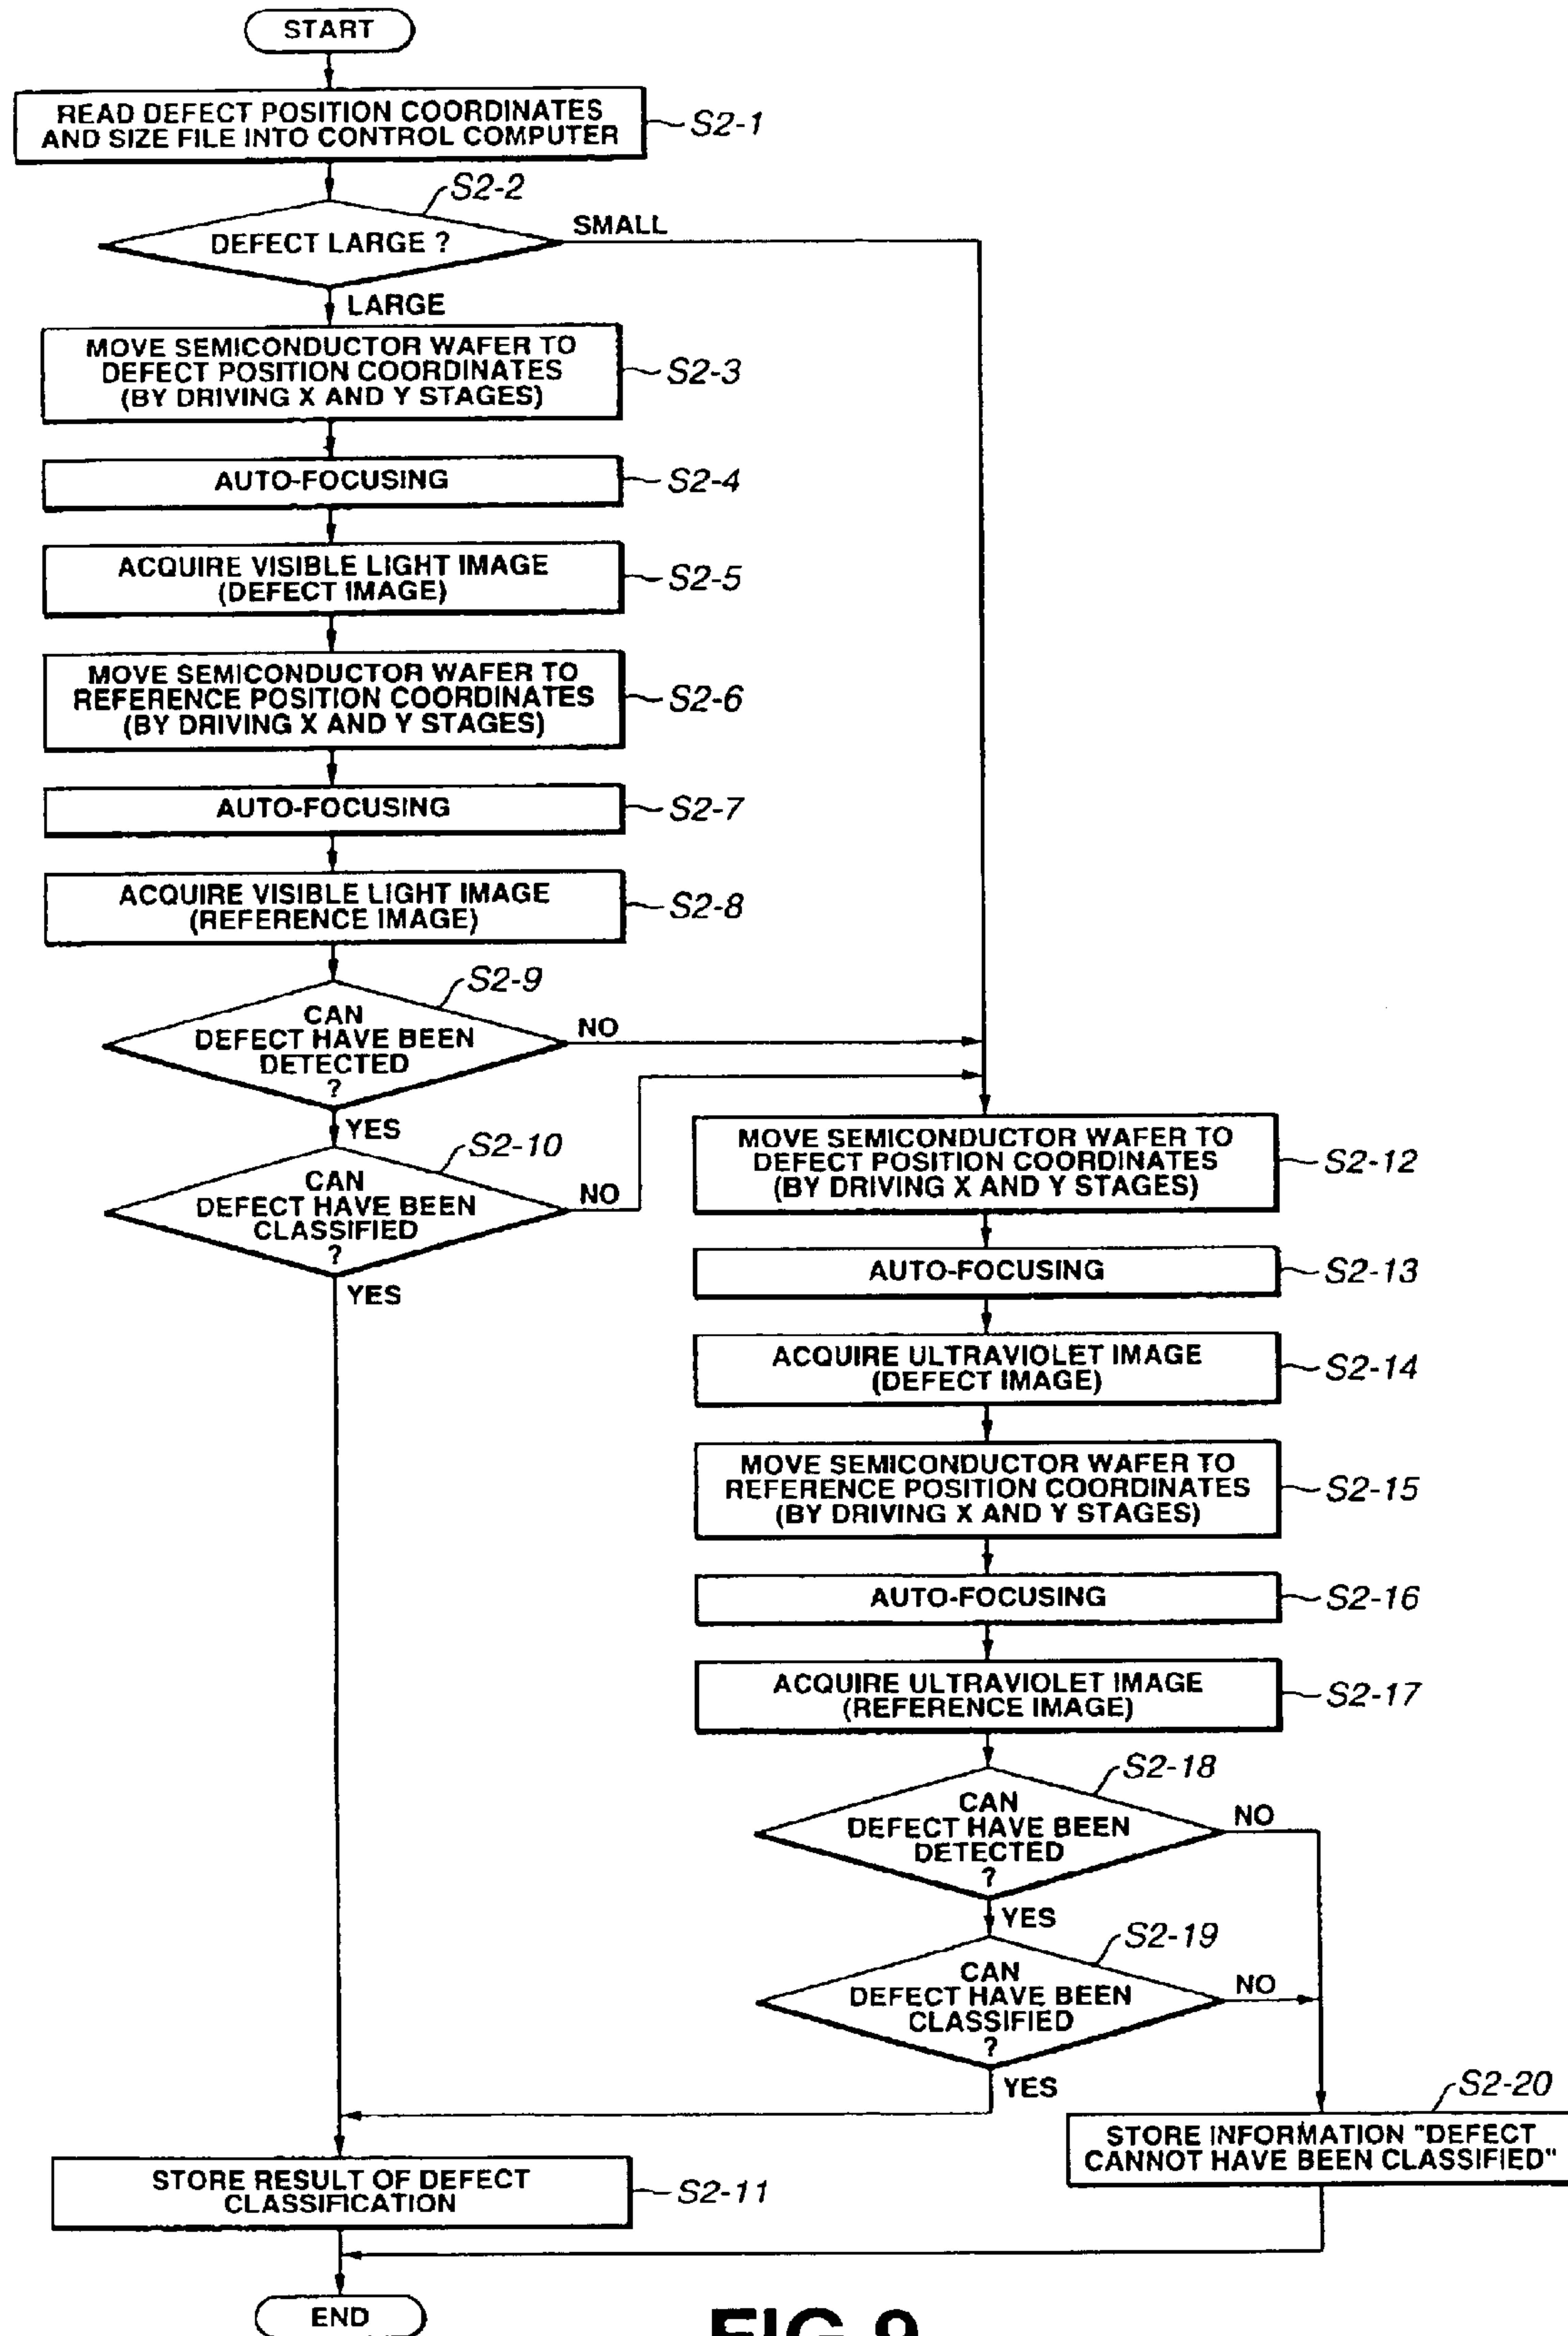 START
READ DEFECT POSITION COORDINATES
AND SIZE FILE INTO CONTROL COMPUTER
S2-1
S2-2
DEFECT LARGE ?
SMALL
LARGE
MOVE SEMICONDUCTOR WAFER TO
DEFECT POSITION COORDINATES
(BY DRIVING X AND Y STAGES)
S2-3
AUTO-FOCUSING
S2-4
ACQUIRE VISIBLE LIGHT IMAGE
(DEFECT IMAGE)
S2-5
MOVE SEMICONDUCTOR WAFER TO
REFERENCE POSITION COORDINATES
(BY DRIVING X AND Y STAGES)
S2-6
AUTO-FOCUSING
S2-7
ACQUIRE VISIBLE LIGHT IMAGE
(REFERENCE IMAGE)
S2-8
S2-9
CAN
DEFECT HAVE BEEN
DETECTED
?
NO
YES
S2-10
CAN
DEFECT HAVE BEEN
CLASSIFIED
?
NO
YES
MOVE SEMICONDUCTOR WAFER TO
DEFECT POSITION COORDINATES
(BY DRIVING X AND Y STAGES)
S2-12
AUTO-FOCUSING
S2-13
ACQUIRE ULTRAVIOLET IMAGE
(DEFECT IMAGE)
S2-14
MOVE SEMICONDUCTOR WAFER TO
REFERENCE POSITION COORDINATES
(BY DRIVING X AND Y STAGES)
S2-15
AUTO-FOCUSING
S2-16
ACQUIRE ULTRAVIOLET IMAGE
(REFERENCE IMAGE)
S2-17
S2-18
CAN
DEFECT HAVE BEEN
DETECTED
?
NO
YES
S2-19
CAN
DEFECT HAVE BEEN
CLASSIFIED
?
NO
YES
S2-20
STORE INFORMATION "DEFECT
CANNOT HAVE BEEN CLASSIFIED"
STORE RESULT OF DEFECT
CLASSIFICATION
S2-11
END
FIG.9